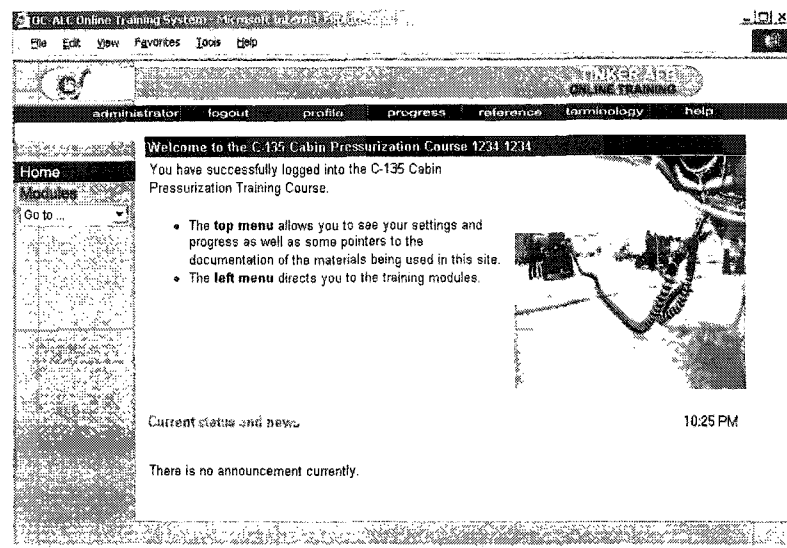 OC-ALC Online Training System - Microsoft Internet Explorer
File Edit View Favorites Tools Help
TINKER AFB
ONLINE TRAINING
administrator logout profile progress reference terminology help
Welcome to the C-135 Cabin Pressurization Course 1234 1234
Home
Modules
Go to ...
You have successfully logged into the C-135 Cabin
Pressurization Training Course.
• The top menu allows you to see your settings and
progress as well as some pointers to the
documentation of the materials being used in this site.
• The left menu directs you to the training modules.
Current status and news
10:25 PM
There is no announcement currently.